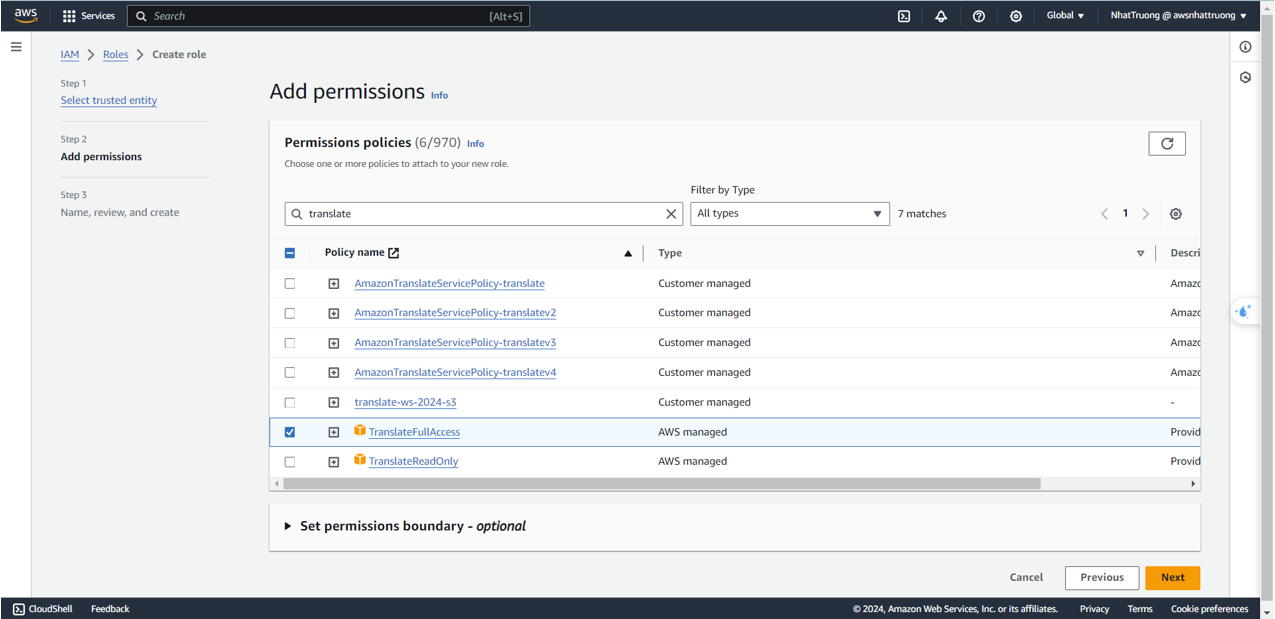 aws Services Search [Alt+S] Global NhatTruong @ awsnhattruong
IAM Roles Create role
Step 1
Select trusted entity
Step 2
Add permissions
Step 3
Name, review, and create
Add permissions Info
Permissions policies (6/970) Info
Choose one or more policies to attach to your new role.
Filter by Type
translate All types 7 matches 1
Policy name Type Descri
AmazonTranslateServicePolicy-translate Customer managed Amazo
AmazonTranslateServicePolicy-translatev2 Customer managed Amazo
AmazonTranslateServicePolicy-translatev3 Customer managed Amazo
AmazonTranslateServicePolicy-translatev4 Customer managed Amazo
translate-ws-2024-s3 Customer managed -
TranslateFullAccess AWS managed Provid
TranslateReadOnly AWS managed Provid
Set permissions boundary - optional
Cancel Previous Next
CloudShell Feedback © 2024, Amazon Web Services, Inc. or its affiliates. Privacy Terms Cookie preferences